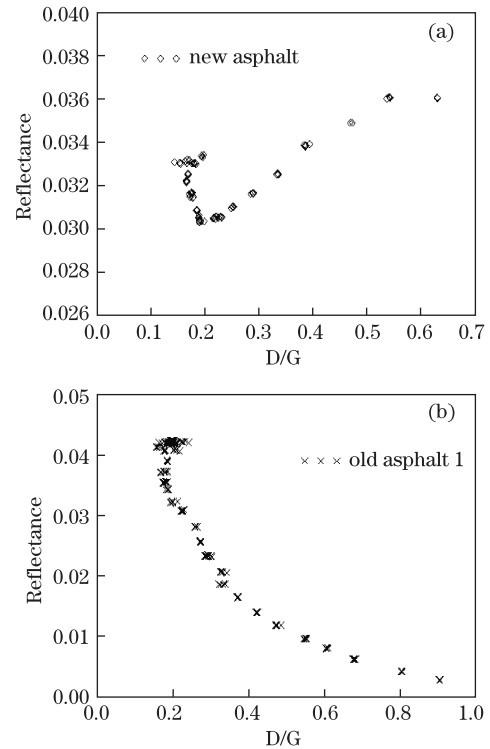 0.040
(a)
new asphalt
0.038
0.036
0.034
0.032
0.030
0.028
0.026
Reflectance
0.0 0.1 0.2 0.3 0.4 0.5 0.6 0.7
D/G
0.05
(b)
old asphalt 1
0.04
0.03
0.02
0.01
0.00
Reflectance
0.0 0.2 0.4 0.6 0.8 1.0
D/G